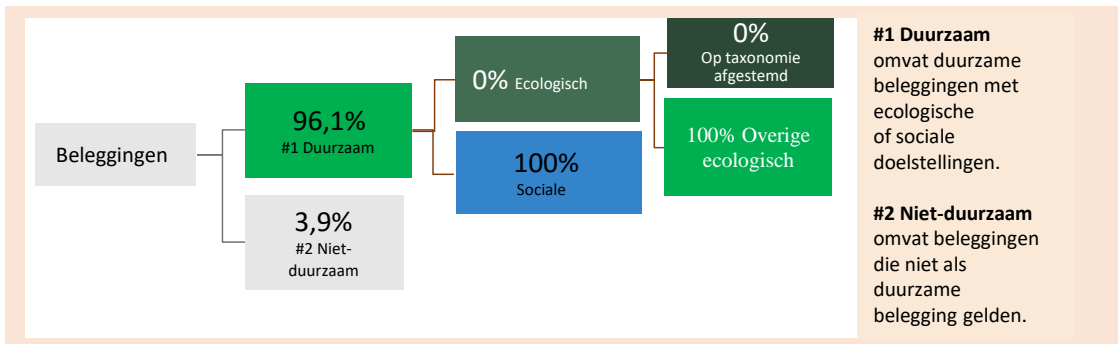 Beleggingen
96,1%
#1 Duurzaam
3,9%
#2 Niet-
duurzaam
0% Ecologisch
100%
Sociale
0%
Op taxonomie
afgestemd
100% Overige
ecologisch
#1 Duurzaam
omvat duurzame
beleggingen met
ecologische
of sociale
doelstellingen.
#2 Niet-duurzaam
omvat beleggingen
die niet als
duurzame
belegging gelden.